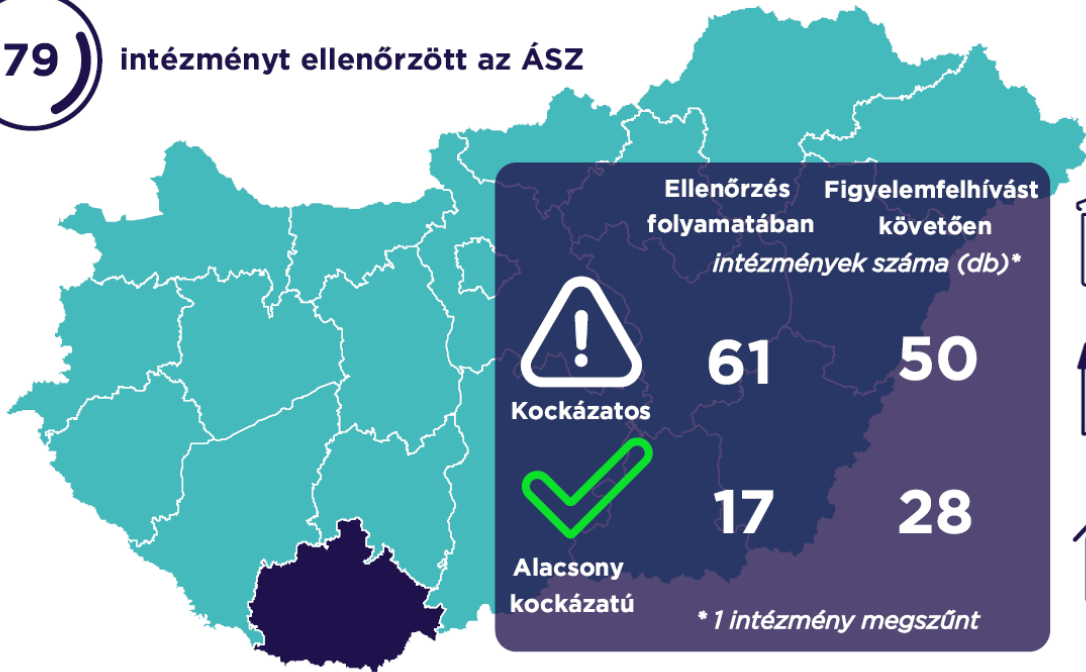 79 intézményt ellenőrzött az ÁSZ
Ellenőrzés Figyelemfelhívást
folyamatában követően
intézmények száma (db)*
61 50
Kockázatos
17 28
Alacsony
kockázatú
* 1 intézmény megszűnt